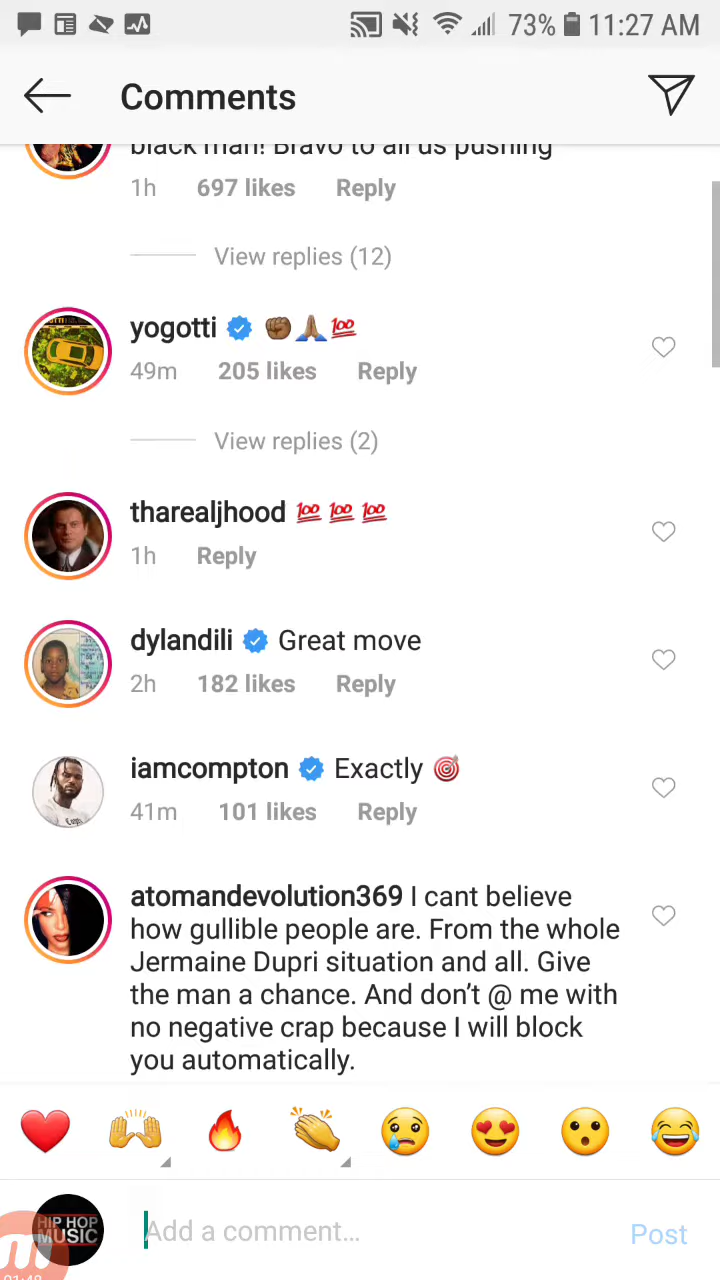 73% 11:27 AM
Comments
black man! Bravo to all us pushing
1h 697 likes Reply
View replies (12)
yogotti ✊🏾🙏🏾💯
49m 205 likes Reply
View replies (2)
tharealjhood 💯 💯 💯
1h Reply
dylandili Great move
2h 182 likes Reply
iamcompton Exactly 🎯
41m 101 likes Reply
atomandevolution369 I cant believe
how gullible people are. From the whole
Jermaine Dupri situation and all. Give
the man a chance. And don’t @ me with
no negative crap because I will block
you automatically.
HIP HOP
MUSIC
Add a comment...
Post
01:48